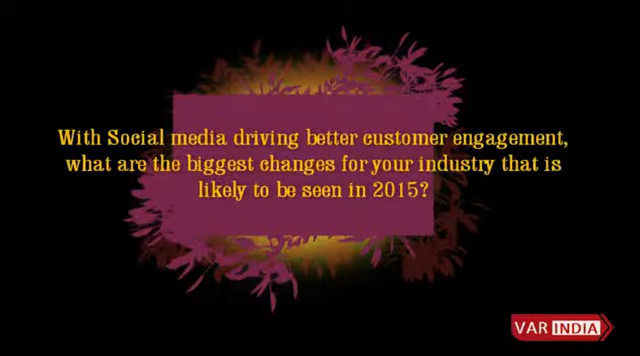 With Social media driving better customer engagement,
what are the biggest changes for your industry that is
likely to be seen in 2015?
VAR INDIA